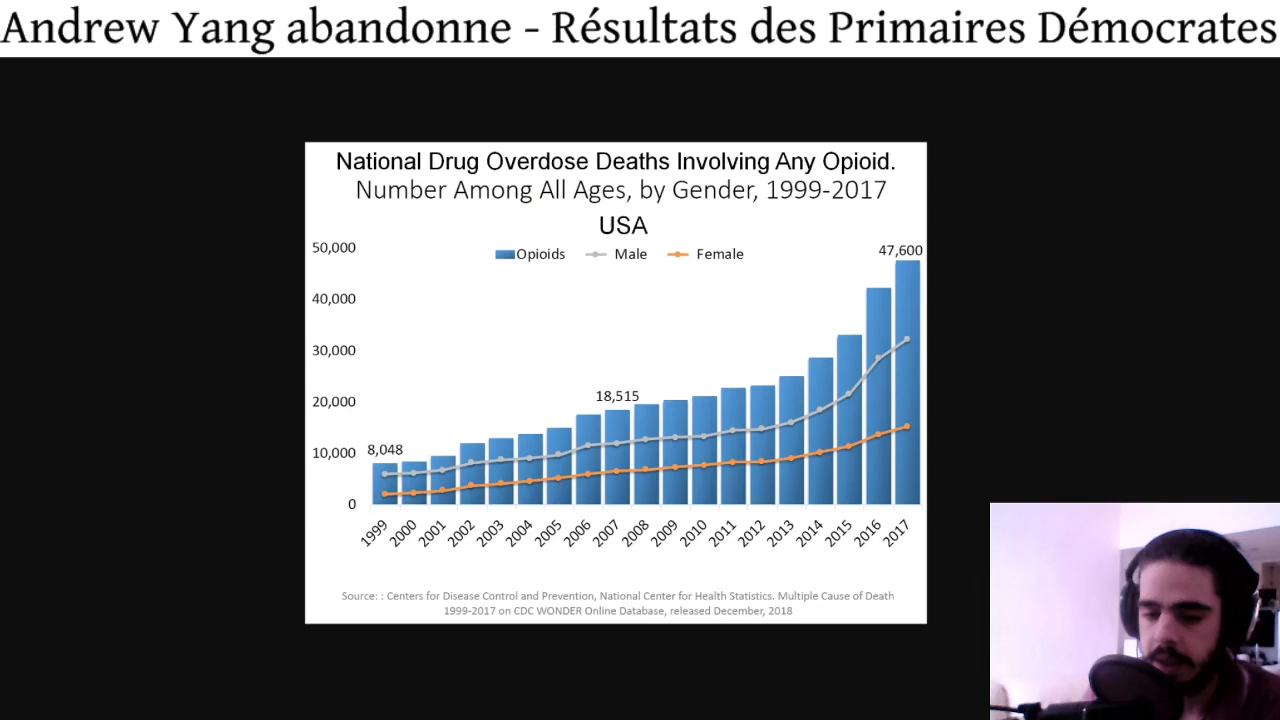 Andrew Yang abandonne - Résultats des Primaires Démocrates
National Drug Overdose Deaths Involving Any Opioid.
Number Among All Ages, by Gender, 1999-2017
USA
Opioids Male Female
50,000
40,000
30,000
20,000
10,000
0
8,048
18,515
47,600
1999 2000 2001 2002 2003 2004 2005 2006 2007 2008 2009 2010 2011 2012 2013 2014 2015 2016 2017
Source: : Centers for Disease Control and Prevention, National Center for Health Statistics. Multiple Cause of Death
1999-2017 on CDC WONDER Online Database, released December, 2018